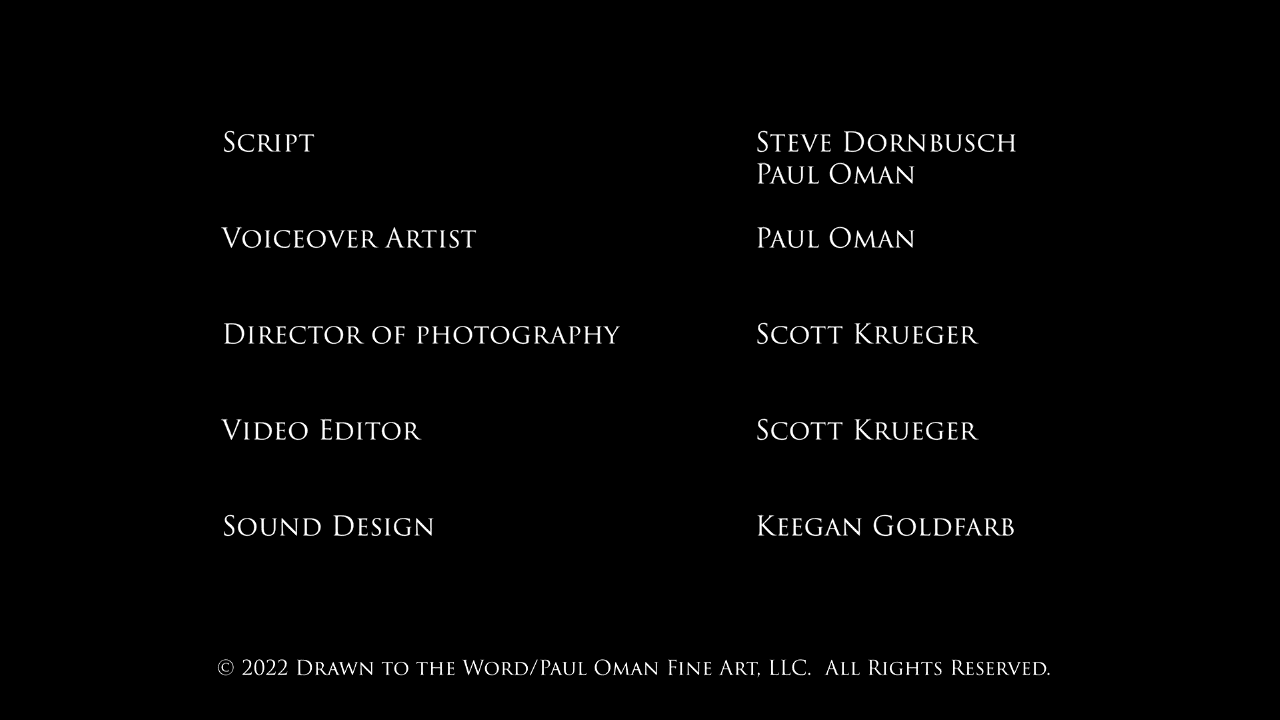 Script Steve Dornbusch
Paul Oman
Voiceover Artist Paul Oman
Director of photography Scott Krueger
Video Editor Scott Krueger
Sound Design Keegan Goldfarb
© 2022 Drawn to the Word/Paul Oman Fine Art, LLC. All Rights Reserved.